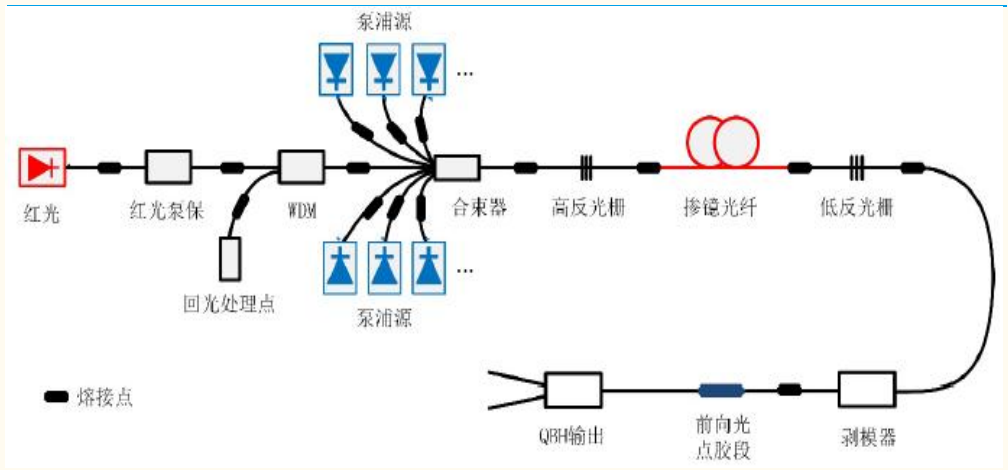 泵浦源
...
红光
红光泵保
WDM
合束器
高反光栅
掺镱光纤
低反光栅
回光处理点
泵浦源
...
熔接点
QBH输出
前向光
点胶段
剥模器